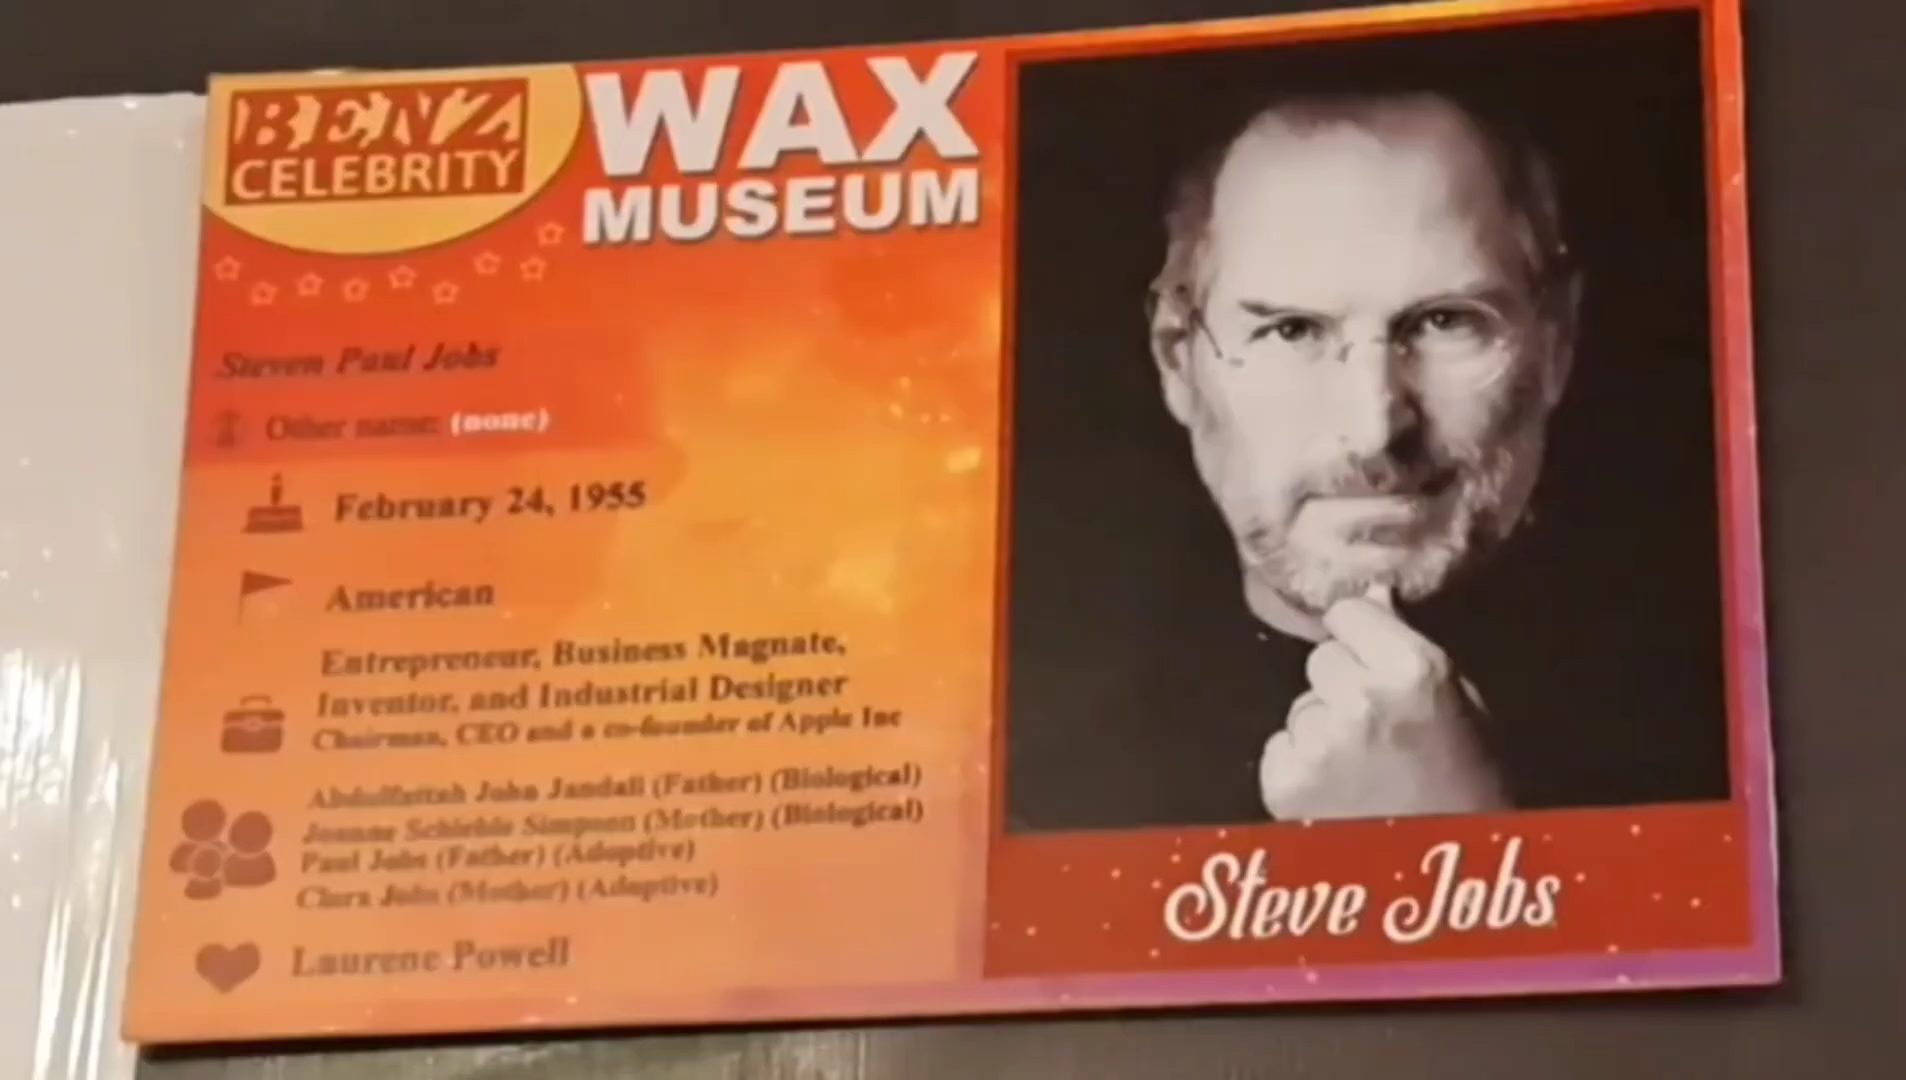 BENZ
CELEBRITY
WAX
MUSEUM
Steven Paul Jobs
Other name: (none)
February 24, 1955
American
Entrepreneur, Business Magnate,
Inventor, and Industrial Designer
Chairman, CEO and a co-founder of Apple Inc
Abdulfattah John Jandali (Father) (Biological)
Joanne Schieble Simpson (Mother) (Biological)
Paul Jobs (Father) (Adoptive)
Clara (Mother) (Adoptive)
Laurene Powell
Steve Jobs